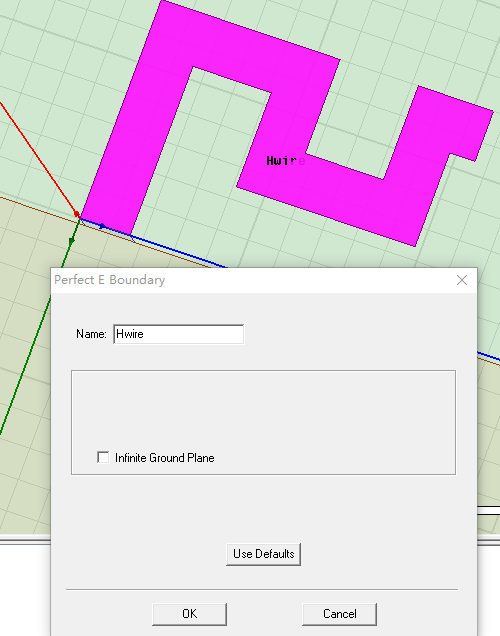 Hwire
Perfect E Boundary
Name: Hwire
Infinite Ground Plane
Use Defaults
OK Cancel